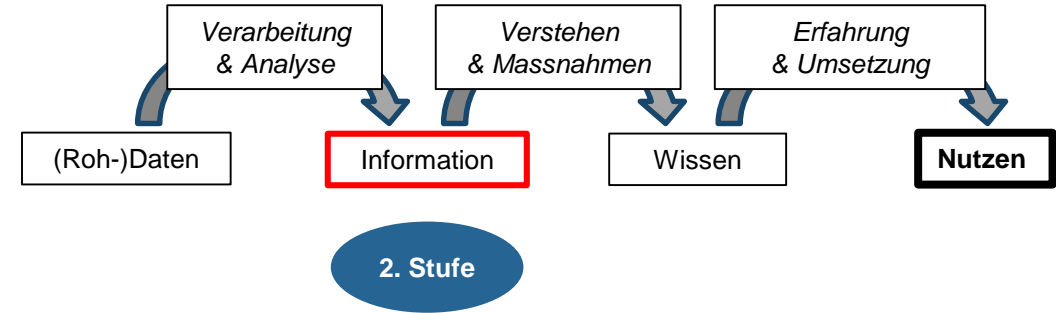 Verarbeitung
& Analyse
Verstehen
& Massnahmen
Erfahrung
& Umsetzung
(Roh-)Daten
Information
Wissen
Nutzen
2. Stufe